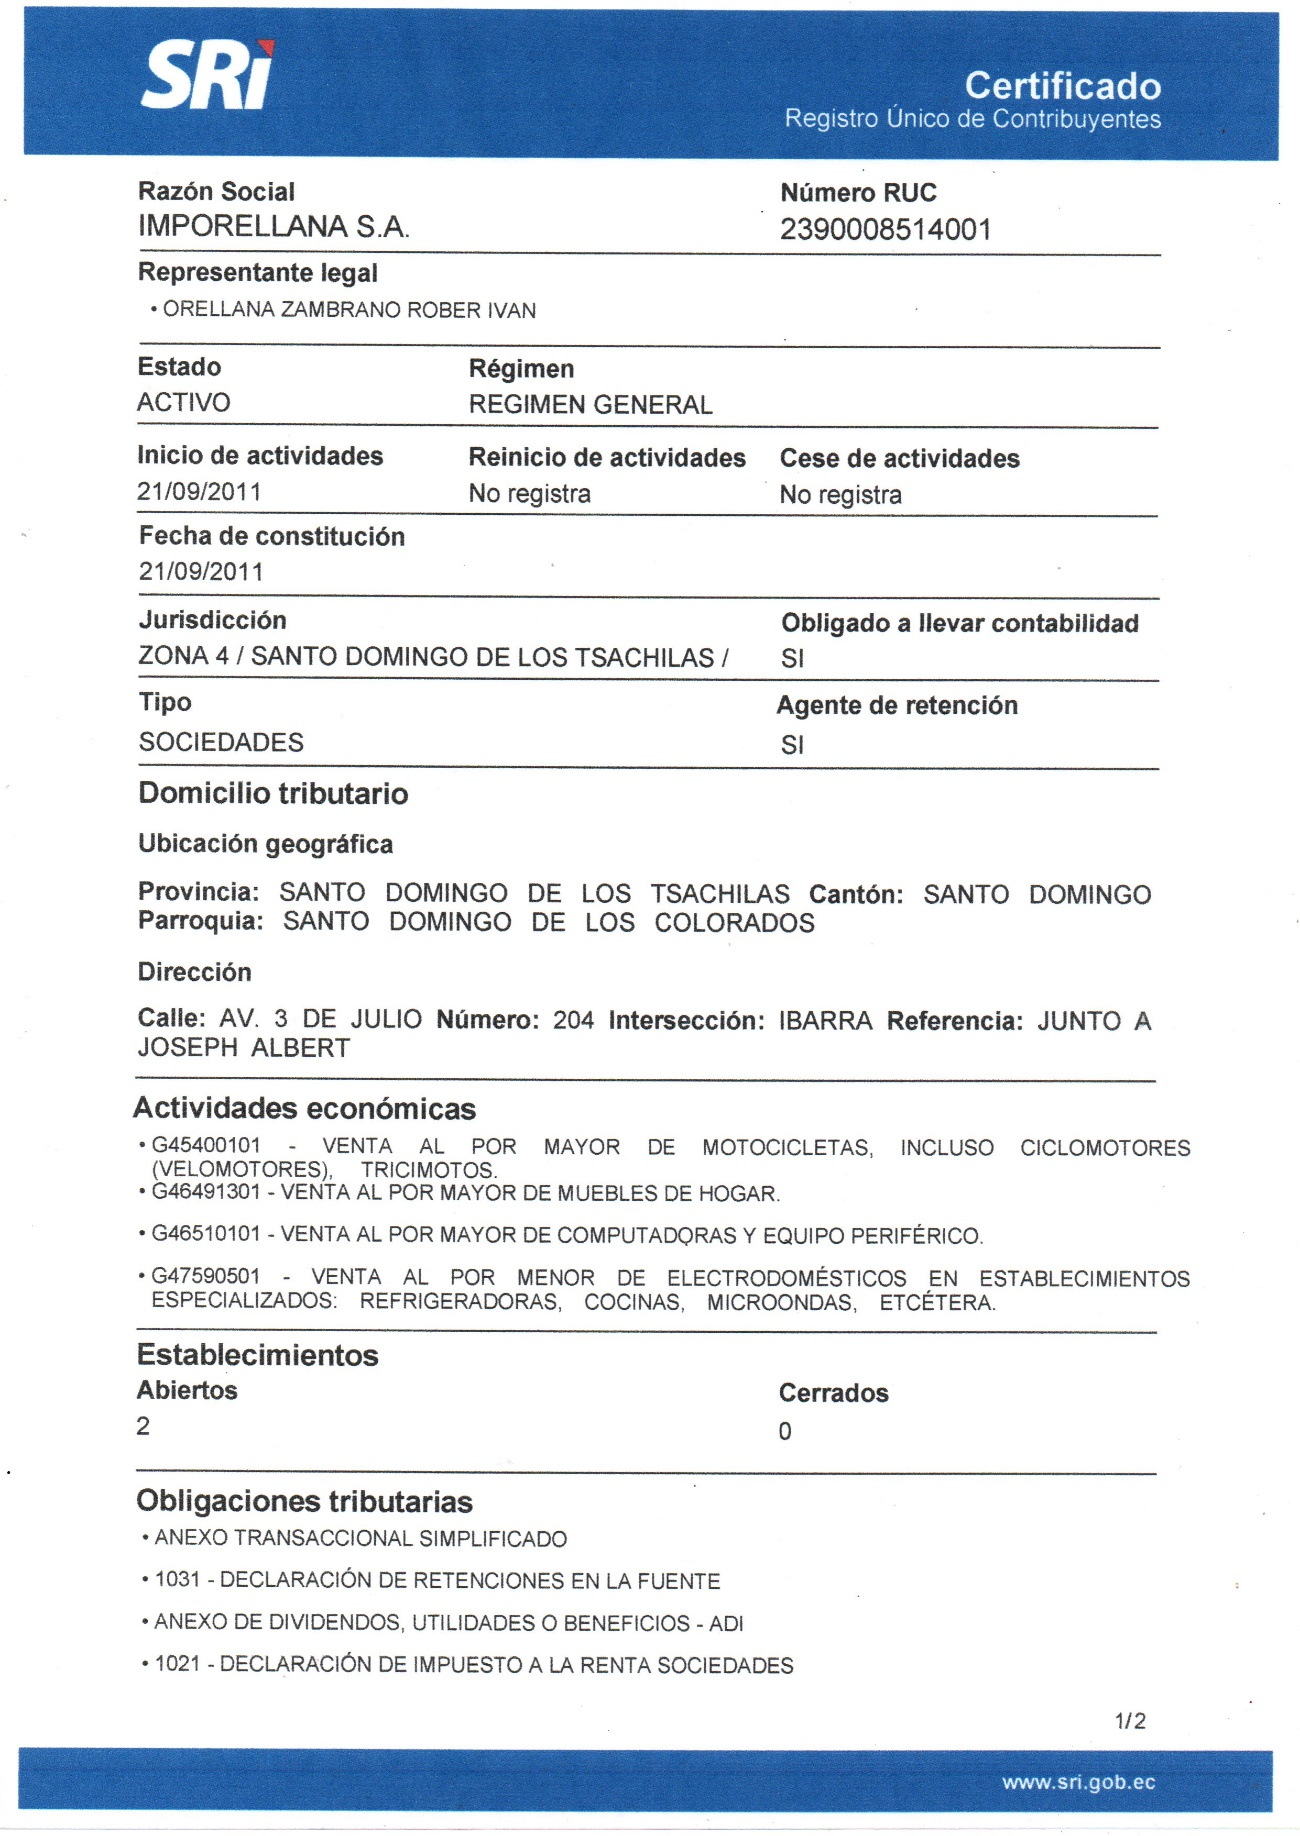 SRi
Certificado
Registro Único de Contribuyentes
Razón Social
Número RUC
IMPORELLANA S.A.
2390008514001
Representante legal
• ORELLANA ZAMBRANO ROBER IVAN
Estado
Régimen
ACTIVO
REGIMEN GENERAL
Inicio de actividades
Reinicio de actividades
Cese de actividades
21/09/2011
No registra
No registra
Fecha de constitución
21/09/2011
Jurisdicción
Obligado a llevar contabilidad
ZONA 4 / SANTO DOMINGO DE LOS TSACHILAS /
SI
Tipo
Agente de retención
SOCIEDADES
SI
Domicilio tributario
Ubicación geográfica
Provincia: SANTO DOMINGO DE LOS TSACHILAS Cantón: SANTO DOMINGO
Parroquia: SANTO DOMINGO DE LOS COLORADOS
Dirección
Calle: AV. 3 DE JULIO Número: 204 Intersección: IBARRA Referencia: JUNTO A
JOSEPH ALBERT
Actividades económicas
• G45400101 - VENTA AL POR MAYOR DE MOTOCICLETAS, INCLUSO CICLOMOTORES
(VELOMOTORES), TRICIMOTOS.
• G46491301 - VENTA AL POR MAYOR DE MUEBLES DE HOGAR.
• G46510101 - VENTA AL POR MAYOR DE COMPUTADORAS Y EQUIPO PERIFÉRICO.
• G47590501 - VENTA AL POR MENOR DE ELECTRODOMÉSTICOS EN ESTABLECIMIENTOS
ESPECIALIZADOS: REFRIGERADORAS, COCINAS, MICROONDAS, ETCÉTERA.
Establecimientos
Abiertos
Cerrados
2
0
Obligaciones tributarias
• ANEXO TRANSACCIONAL SIMPLIFICADO
• 1031 - DECLARACIÓN DE RETENCIONES EN LA FUENTE
• ANEXO DE DIVIDENDOS, UTILIDADES O BENEFICIOS - ADI
• 1021 - DECLARACIÓN DE IMPUESTO A LA RENTA SOCIEDADES
1/2
www.sri.gob.ec